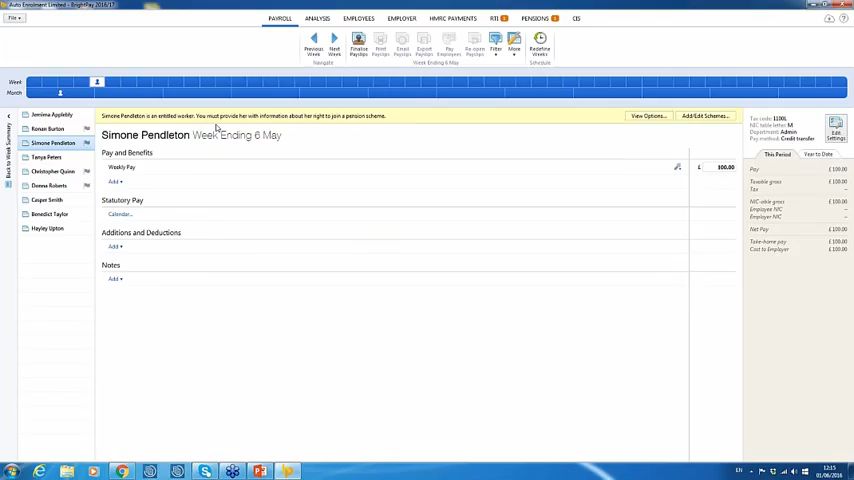 Auto Enrolment Limited - BrightPay 2016/17
File
PAYROLL
ANALYSIS
EMPLOYEES
EMPLOYER
HMRC PAYMENTS
RTI 1
PENSIONS 1
CIS
Previous Week
Next Week
Finalise Payslips
Print Payslips
Email Payslips
Export Payslips
Pay Employees
Re-open Payslips
Filter
More
Redefine Weeks
Navigate
Week Ending 6 May
Schedule
Week
Month
Back to Week Summary
Jemima Appleby
Ronan Burton
Simone Pendleton
Tanya Peters
Christopher Quinn
Donna Roberts
Casper Smith
Benedict Taylor
Hayley Upton
Simone Pendleton is an entitled worker. You must provide her with information about her right to join a pension scheme.
View Options...
Add/Edit Schemes...
Simone Pendleton Week Ending 6 May
Pay and Benefits
Weekly Pay
£ 100.00
Add
Statutory Pay
Calendar...
Additions and Deductions
Add
Notes
Add
Tax code: 1100L
NIC table letter: M
Department: Admin
Pay method: Credit transfer
Edit Settings
This Period
Year to Date
Pay £ 100.00
Taxable gross £ 100.00
Tax –
NIC-able gross £ 100.00
Employee NIC –
Employer NIC –
Net Pay £ 100.00
Take-home pay £ 100.00
Cost to Employer £ 100.00
EN
12:15
01/06/2016